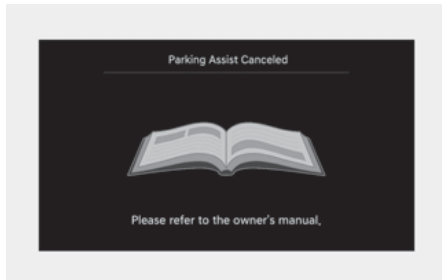 Parking Assist Canceled
Please refer to the owner's manual.